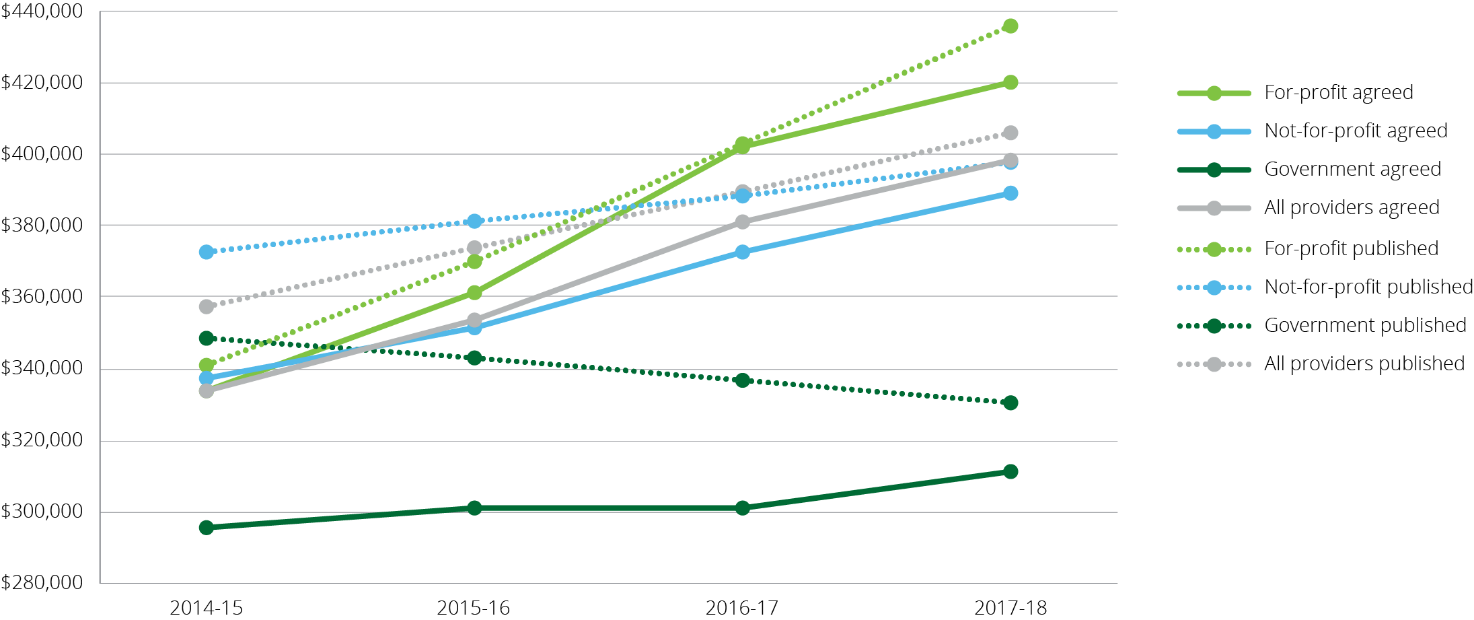 $440,000
$420,000
$400,000
$380,000
$360,000
$340,000
$320,000
$300,000
$280,000
2014-15
2015-16
2016-17
2017-18
For-profit agreed
Not-for-profit agreed
Government agreed
All providers agreed
For-profit published
Not-for-profit published
Government published
All providers published